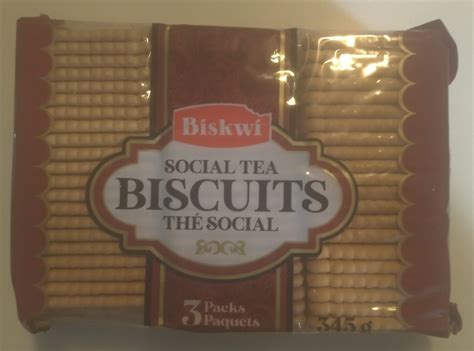 Biskwi
SOCIAL TEA
BISCUITS
THÉ SOCIAL
3 Packs
Paquets
345 g